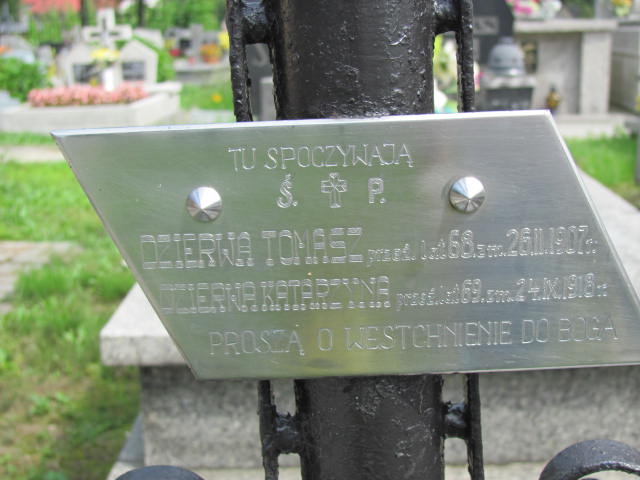 TU SPOCZYWAJĄ
Ś. P.
DZIERWA TOMASZ przeż. lat 68. zm. 26.II.1907 r.
DZIERWA KATARZYNA przeż. lat 69. zm. 24.IX.1918 r.
PROSZĄ O WESTCHNIENIE DO BOGA